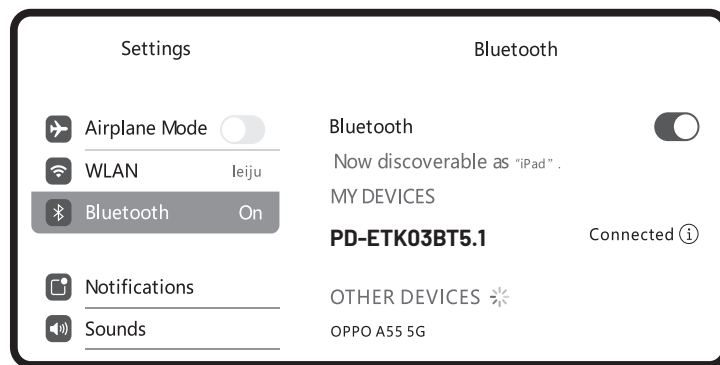 Settings
Airplane Mode
WLAN leiju
Bluetooth On
Notifications
Sounds
Bluetooth
Bluetooth
Now discoverable as “iPad”.
MY DEVICES
PD-ETK03BT5.1 Connected i
OTHER DEVICES
OPPO A55 5G